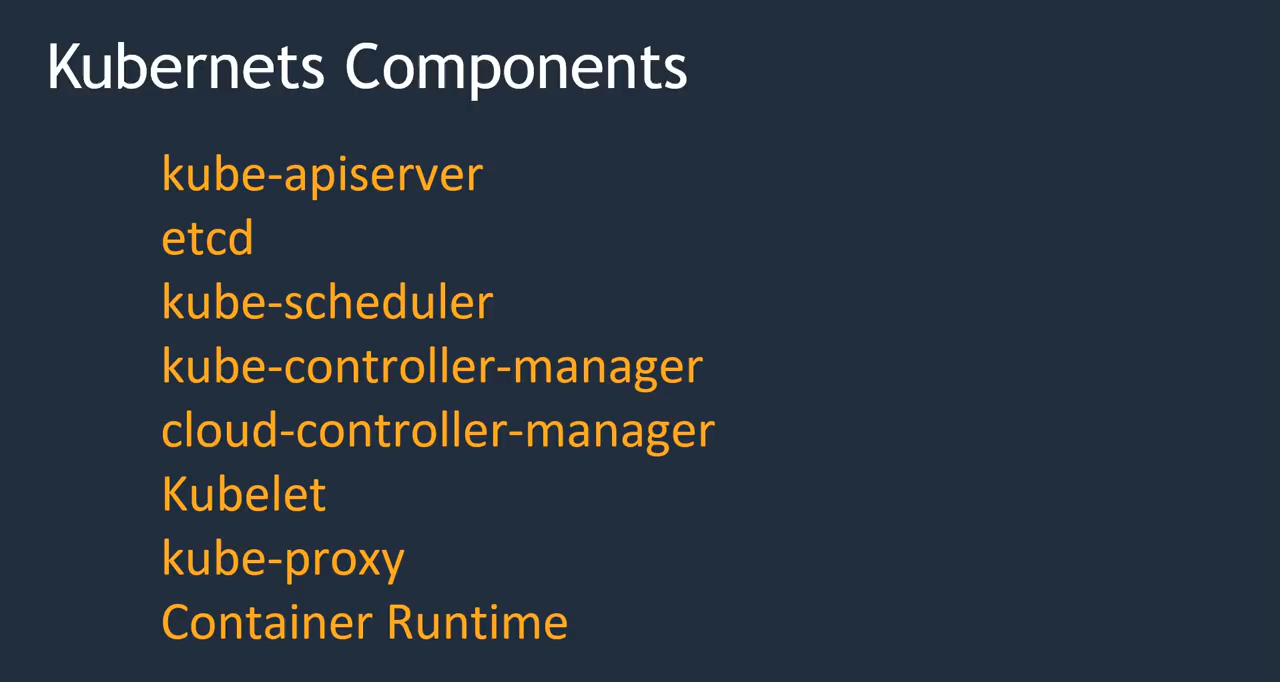 Kubernets Components
kube-apiserver
etcd
kube-scheduler
kube-controller-manager
cloud-controller-manager
Kubelet
kube-proxy
Container Runtime